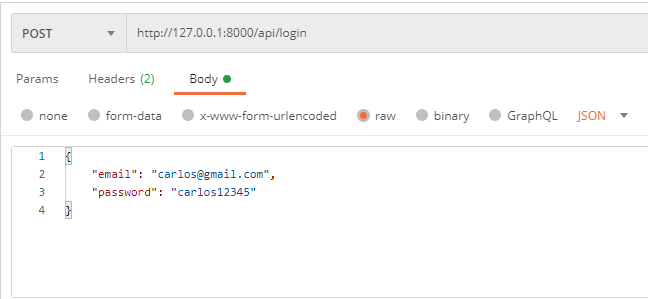 POST http://127.0.0.1:8000/api/login
Params Headers (2) Body
none form-data x-www-form-urlencoded raw binary GraphQL JSON
1 {
2 "email": "carlos@gmail.com",
3 "password": "carlos12345"
4 }